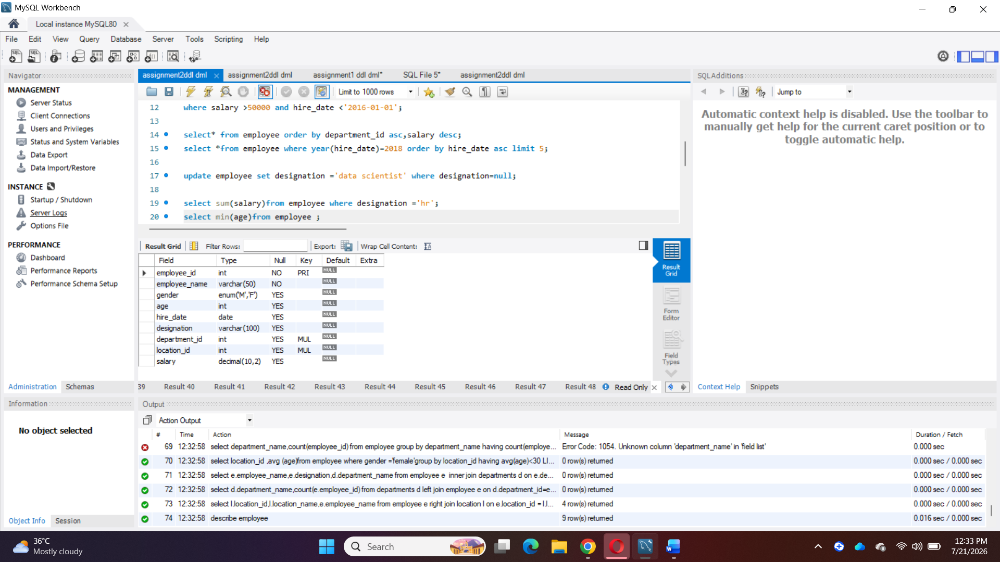 MySQL Workbench
Local instance MySQL80
File Edit View Query Database Server Tools Scripting Help
Navigator
MANAGEMENT
Server Status
Client Connections
Users and Privileges
Status and System Variables
Data Export
Data Import/Restore
INSTANCE
Startup / Shutdown
Server Logs
Options File
PERFORMANCE
Dashboard
Performance Reports
Performance Schema Setup
Administration Schemas
Information
No object selected
Object Info Session
assignment2ddl dml assignment2ddl dml assignment1 ddl dml* SQL File 5* assignment2ddl dml
Limit to 1000 rows
12 where salary >50000 and hire_date <'2016-01-01';
13
14 select* from employee order by department_id asc,salary desc;
15 select *from employee where year(hire_date)=2018 order by hire_date asc limit 5;
16
17 update employee set designation ='data scientist' where designation=null;
18
19 select sum(salary)from employee where designation ='hr';
20 select min(age)from employee ;
Result Grid Filter Rows: Export: Wrap Cell Content:
Field Type Null Key Default Extra
employee_id int NO PRI NULL
employee_name varchar(50) NO NULL
gender enum('M','F') YES NULL
age int YES NULL
hire_date date YES NULL
designation varchar(100) YES NULL
department_id int YES MUL NULL
location_id int YES MUL NULL
salary decimal(10,2) YES NULL
Result Grid
Form Editor
Field Types
39 Result 40 Result 41 Result 42 Result 43 Result 44 Result 45 Result 46 Result 47 Result 48 Read Only
SQLAdditions
Jump to
Automatic context help is disabled. Use the toolbar to
manually get help for the current caret position or to
toggle automatic help.
Context Help Snippets
Output
Action Output
# Time Action Message Duration / Fetch
69 12:32:58 select department_name,count(employee_id) from employee group by department_name having count(employe... Error Code: 1054. Unknown column 'department_name' in 'field list' 0.000 sec
70 12:32:58 select location_id ,avg (age)from employee where gender ='female'group by location_id having avg(age)<30 LI... 0 row(s) returned 0.000 sec / 0.000 sec
71 12:32:58 select e.employee_name,e.designation,d.department_name from employee e inner join departments d on e.de... 0 row(s) returned 0.000 sec / 0.000 sec
72 12:32:58 select d.department_name,count(e.employee_id) from departments d left join employee e on d.department_id=e... 0 row(s) returned 0.000 sec / 0.000 sec
73 12:32:58 select l.location_id,l.location_name,e.employee_name from employee e right join location l on e.location_id = l.l... 4 row(s) returned 0.000 sec / 0.000 sec
74 12:32:58 describe employee 9 row(s) returned 0.016 sec / 0.000 sec
36°C
Mostly cloudy
Search
12:33 PM
7/21/2026